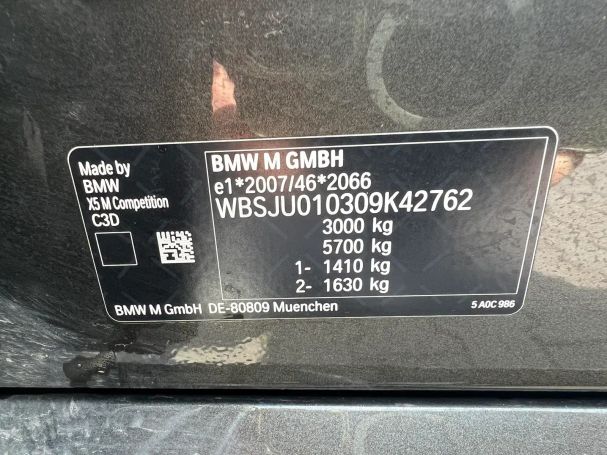 Made by
BMW
X5 M Competition
C3D
BMW M GMBH
e1*2007/46*2066
WBSJU010309K42762
3000 kg
5700 kg
1- 1410 kg
2- 1630 kg
BMW M GmbH DE-80809 Muenchen
5 A0C 986